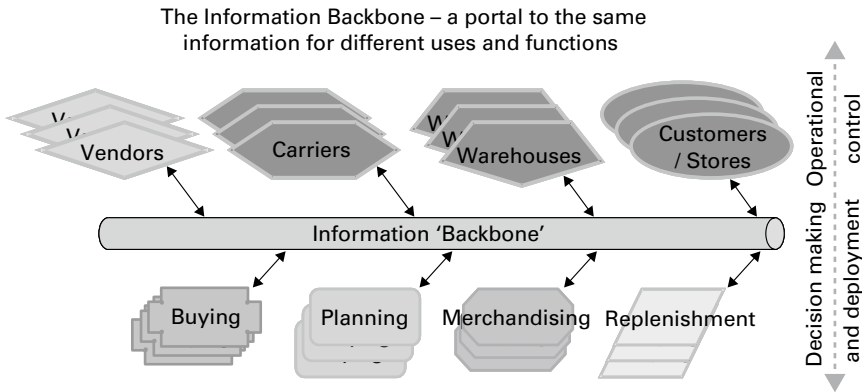 The Information Backbone – a portal to the same
information for different uses and functions
Vendors
Carriers
Warehouses
Customers
/ Stores
Operational
control
Information 'Backbone'
Decision making
and deployment
Buying
Planning
Merchandising
Replenishment